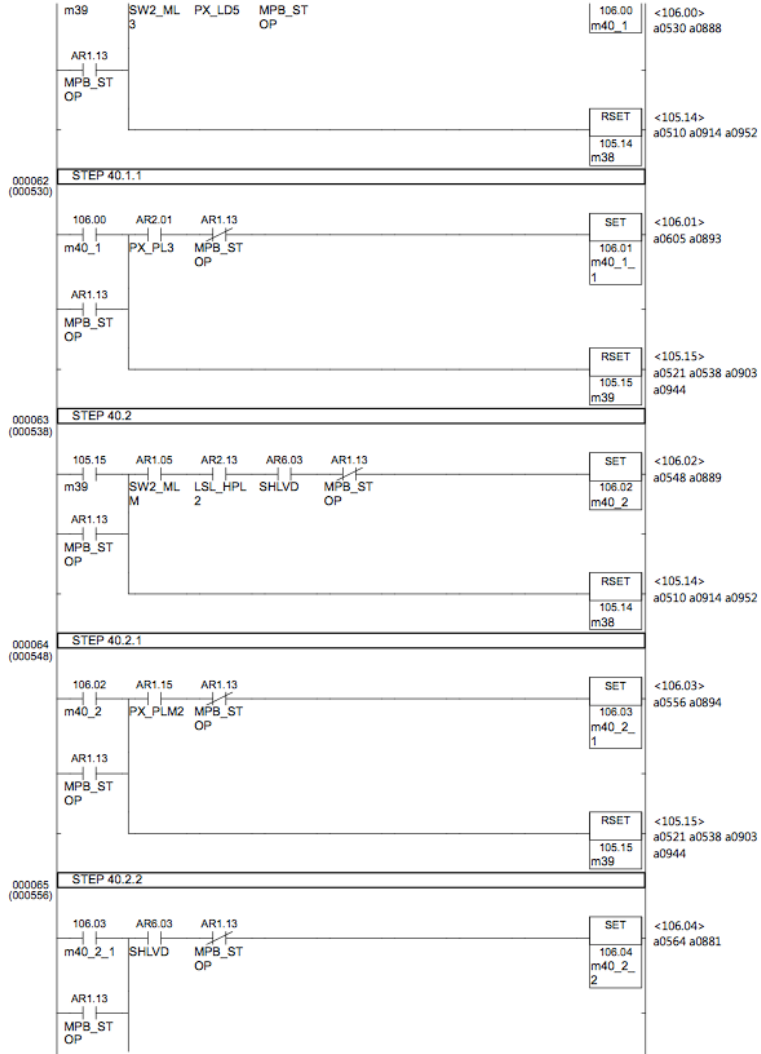 m39 SW2_ML PX_LD5 MPB_ST 106.00 <106.00>
3 OP m40_1 a0530 a0888
AR1.13
MPB_ST
OP
RSET <105.14>
a0510 a0914 a0952
105.14
m38
000062 STEP 40.1.1
(000530)
106.00 AR2.01 AR1.13 SET <106.01>
a0605 a0893
m40_1 PX_PL3 MPB_ST 106.01
OP m40_1_
1
AR1.13
MPB_ST
OP
RSET <105.15>
a0521 a0538 a0903
105.15 a0944
m39
000063 STEP 40.2
(000538)
105.15 AR1.05 AR2.13 AR6.03 AR1.13 SET <106.02>
a0548 a0889
m39 SW2_ML LSL_HPL SHLVD MPB_ST 106.02
M 2 OP m40_2
AR1.13
MPB_ST
OP
RSET <105.14>
a0510 a0914 a0952
105.14
m38
000064 STEP 40.2.1
(000548)
106.02 AR1.15 AR1.13 SET <106.03>
a0556 a0894
m40_2 PX_PLM2 MPB_ST 106.03
OP m40_2_
1
AR1.13
MPB_ST
OP
RSET <105.15>
a0521 a0538 a0903
105.15 a0944
m39
000065 STEP 40.2.2
(000556)
106.03 AR6.03 AR1.13 SET <106.04>
a0564 a0881
m40_2_1 SHLVD MPB_ST 106.04
OP m40_2_
2
AR1.13
MPB_ST
OP